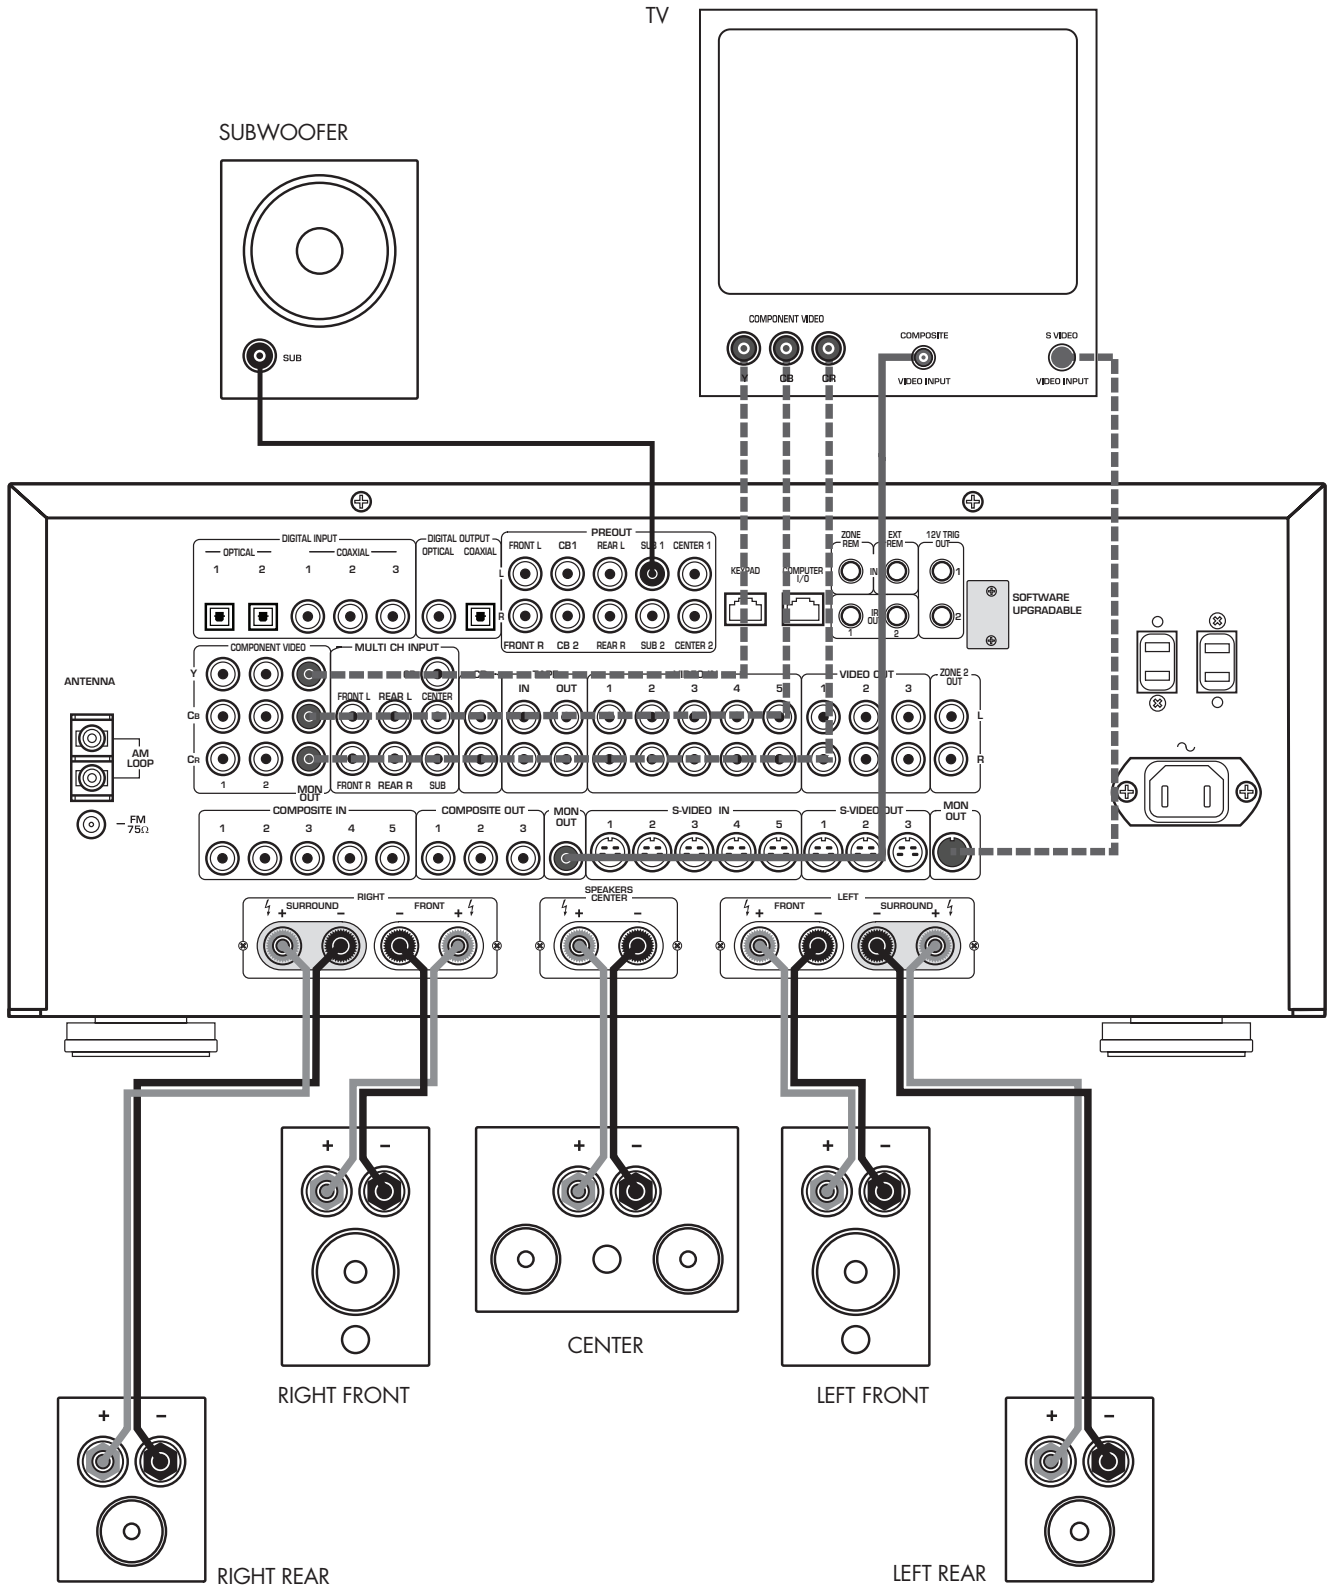 TV
SUBWOOFER
SUB
COMPONENT VIDEO
Y CB CR
COMPOSITE
VIDEO INPUT
S VIDEO
VIDEO INPUT
DIGITAL INPUT
OPTICAL COAXIAL
1 2 1 2 3
DIGITAL OUTPUT
OPTICAL COAXIAL
PREOUT
FRONT L CB1 REAR L SUB 1 CENTER 1
L
R
FRONT R CB 2 REAR R SUB 2 CENTER 2
KEYPAD
COMPUTER I/O
ZONE REM
EXT REM
IN
IR OUT
1 2
12V TRIG OUT
1
2
SOFTWARE UPGRADABLE
ANTENNA
AM LOOP
FM 75Ω
COMPONENT VIDEO
Y
CB
CR
1 2 MON OUT
MULTI CH INPUT
FRONT L REAR L CENTER
FRONT R REAR R SUB
IN OUT
VIDEO IN
1 2 3 4 5
VIDEO OUT
1 2 3
ZONE 2 OUT
L
R
COMPOSITE IN
1 2 3 4 5
COMPOSITE OUT
1 2 3
MON OUT
S-VIDEO IN
1 2 3 4 5
S-VIDEO OUT
1 2 3
MON OUT
RIGHT
SURROUND FRONT
+ − − +
SPEAKERS
CENTER
+ −
LEFT
FRONT SURROUND
+ − − +
+ −
RIGHT FRONT
+ −
CENTER
+ −
LEFT FRONT
+ −
RIGHT REAR
+ −
LEFT REAR